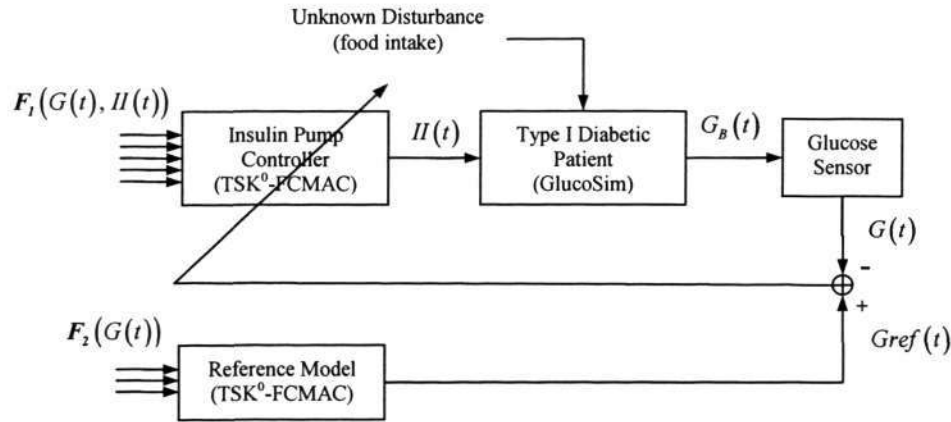 Unknown Disturbance
(food intake)
F₁(G(t), II(t))
Insulin Pump
Controller
(TSK⁰-FCMAC)
II(t)
Type I Diabetic
Patient
(GlucoSim)
G_B(t)
Glucose
Sensor
G(t)
-
+
F₂(G(t))
Reference Model
(TSK⁰-FCMAC)
Gref(t)